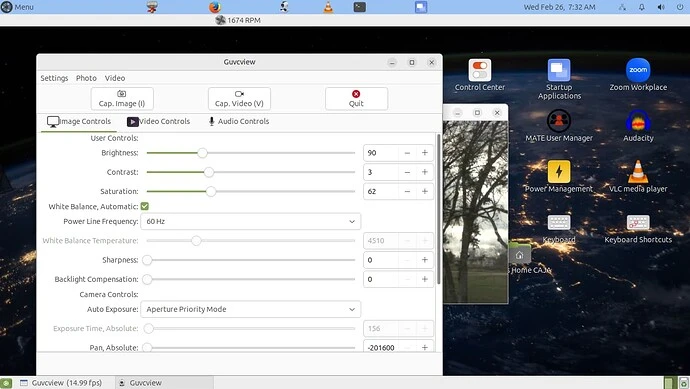 Menu
Wed Feb 26, 7:32 AM
1674 RPM
Guvcview
Settings Photo Video
Cap. Image (I) Cap. Video (V) Quit
Image Controls Video Controls Audio Controls
User Controls:
Brightness: 90
Contrast: 3
Saturation: 62
White Balance, Automatic:
Power Line Frequency: 60 Hz
White Balance Temperature: 4510
Sharpness: 0
Backlight Compensation: 0
Camera Controls:
Auto Exposure: Aperture Priority Mode
Exposure Time, Absolute: 156
Pan, Absolute: -201600
Control Center
Startup Applications
Zoom Workplace
MATE User Manager
Audacity
Power Management
VLC media player
Keyboard
Keyboard Shortcuts
zoom
Home CAJA
Guvcview (14.99 fps) Guvcview